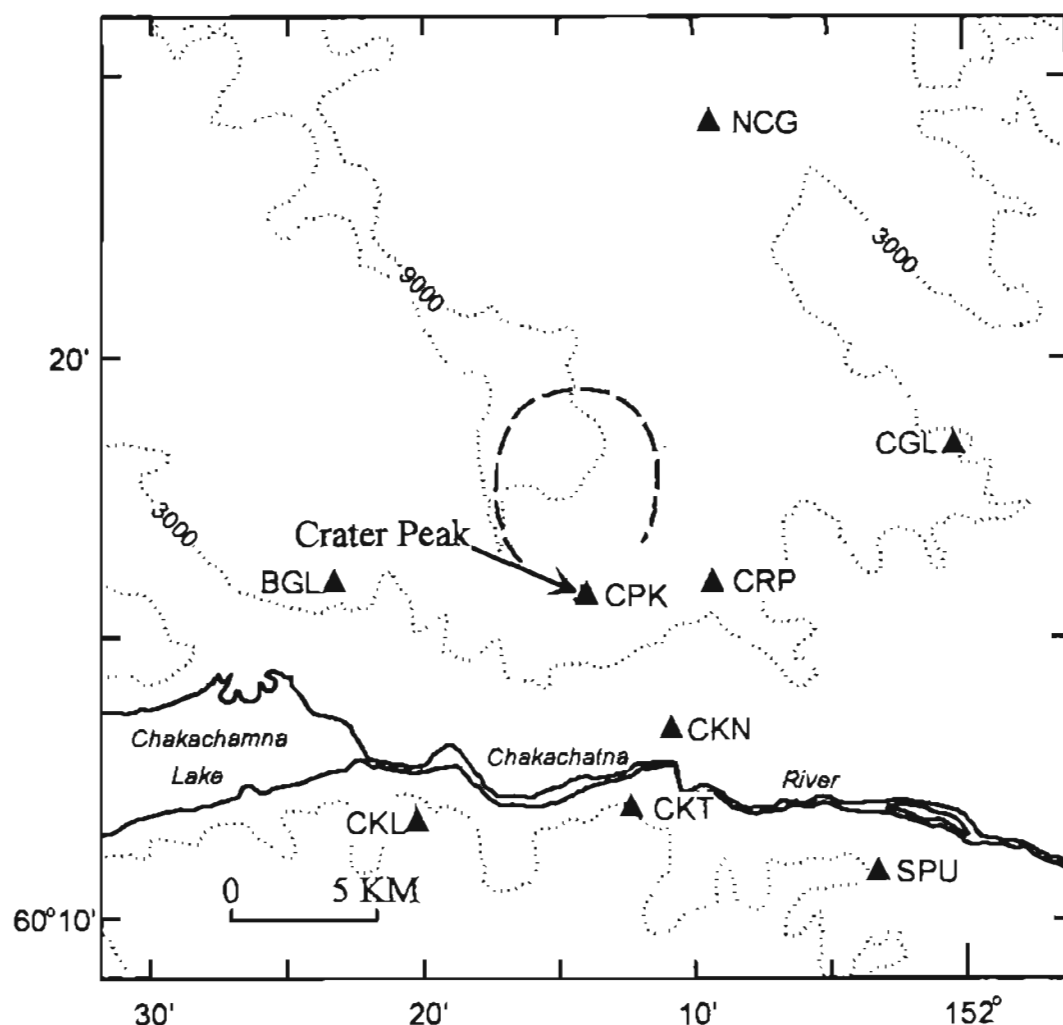 NCG
3000
9000
20'
CGL
3000
Crater Peak
BGL
CPK
CRP
CKN
Chakachamna
Lake
Chakachatna
River
CKL
CKT
SPU
0 5 KM
60° 10'
30' 20' 10' 152°